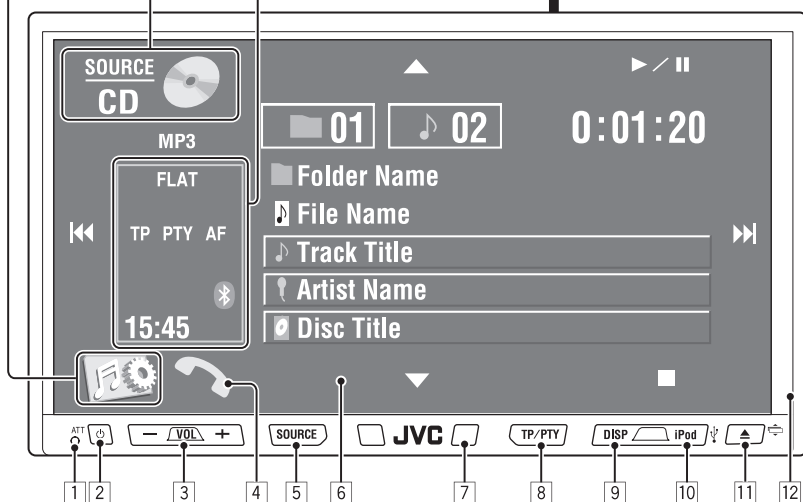 SOURCE
CD
01 02 0:01:20
MP3
FLAT
Folder Name
File Name
TP PTY AF
Track Title
Artist Name
15:45
Disc Title
ATT
VOL
SOURCE
JVC
TP/PTY
DISP
iPod
1 2 3 4 5 6 7 8 9 10 11 12